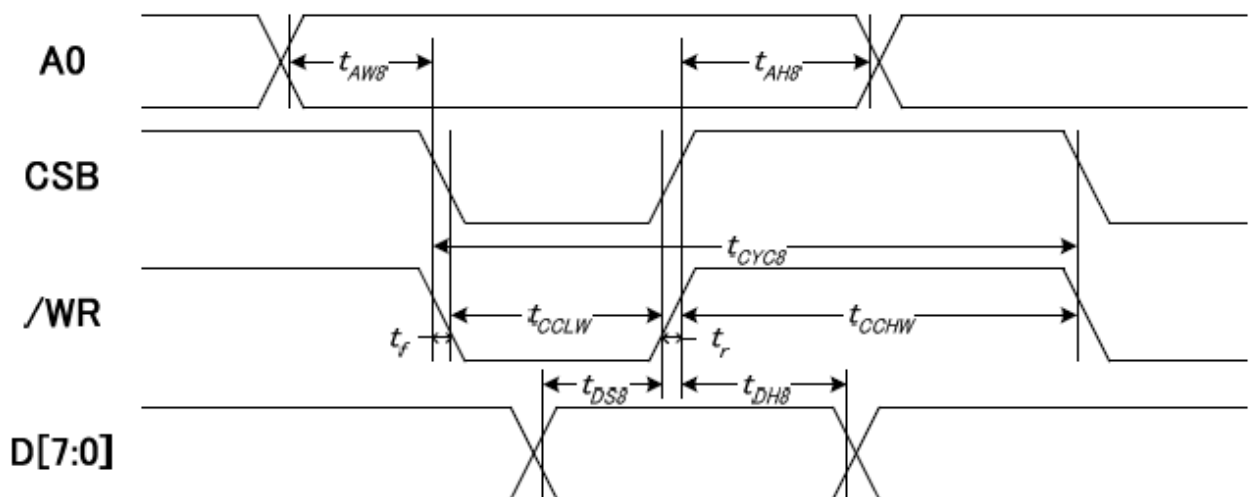 A0
tAW8
tAH8
CSB
tCYC8
/WR
tf
tCCLW
tr
tCCHW
tDS8
tDH8
D[7:0]